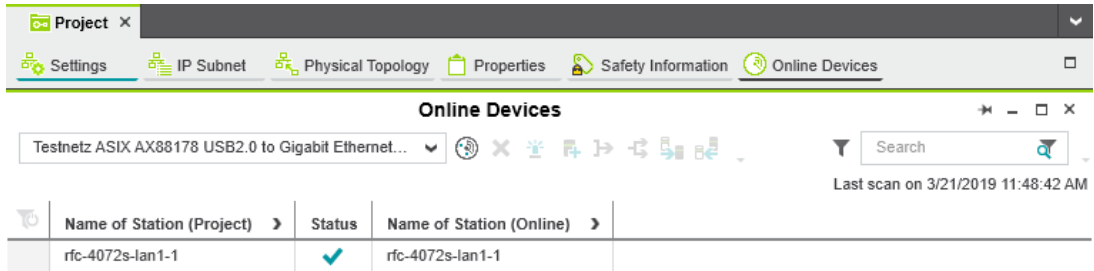 Project
Settings IP Subnet Physical Topology Properties Safety Information Online Devices
Online Devices
Testnetz ASIX AX88178 USB2.0 to Gigabit Ethernet... Search
Last scan on 3/21/2019 11:48:42 AM
Name of Station (Project) Status Name of Station (Online)
rfc-4072s-lan1-1 rfc-4072s-lan1-1